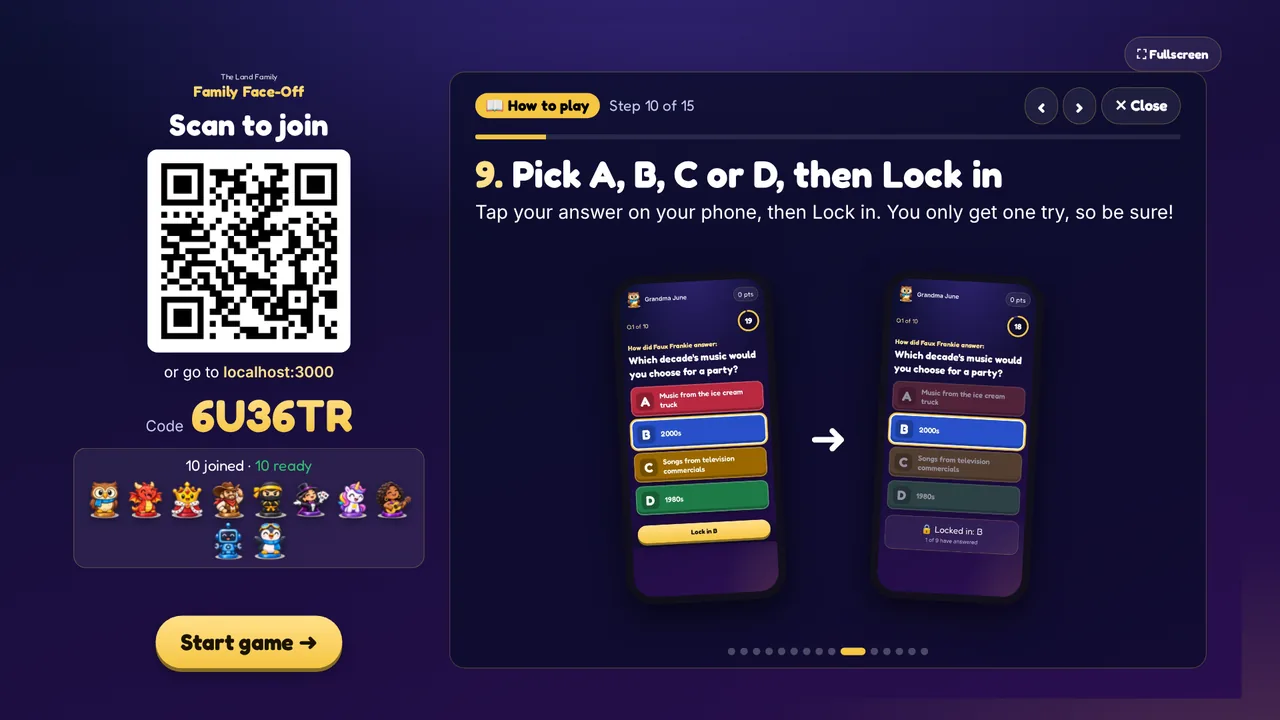 Fullscreen
The Land Family
Family Face-Off
Scan to join
or go to localhost:3000
Code 6U36TR
10 joined · 10 ready
Start game →
📖 How to play Step 10 of 15
‹ › ✕ Close
9. Pick A, B, C or D, then Lock in
Tap your answer on your phone, then Lock in. You only get one try, so be sure!
Grandma June 0 pts
Q1 of 10 19
How did Faux Frankie answer:
Which decade's music would
you choose for a party?
A Music from the ice cream
truck
B 2000s
C Songs from television
commercials
D 1980s
Lock in B
→
Grandma June 0 pts
Q1 of 10 18
How did Faux Frankie answer:
Which decade's music would
you choose for a party?
A Music from the ice cream
truck
B 2000s
C Songs from television
commercials
D 1980s
🔒 Locked in: B
1 of 9 have answered